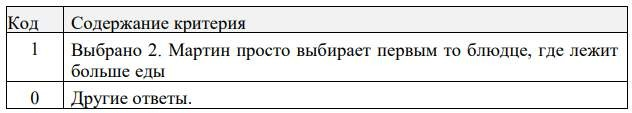 Код Содержание критерия
1 Выбрано 2. Мартин просто выбирает первым то блюдце, где лежит
больше еды
0 Другие ответы.